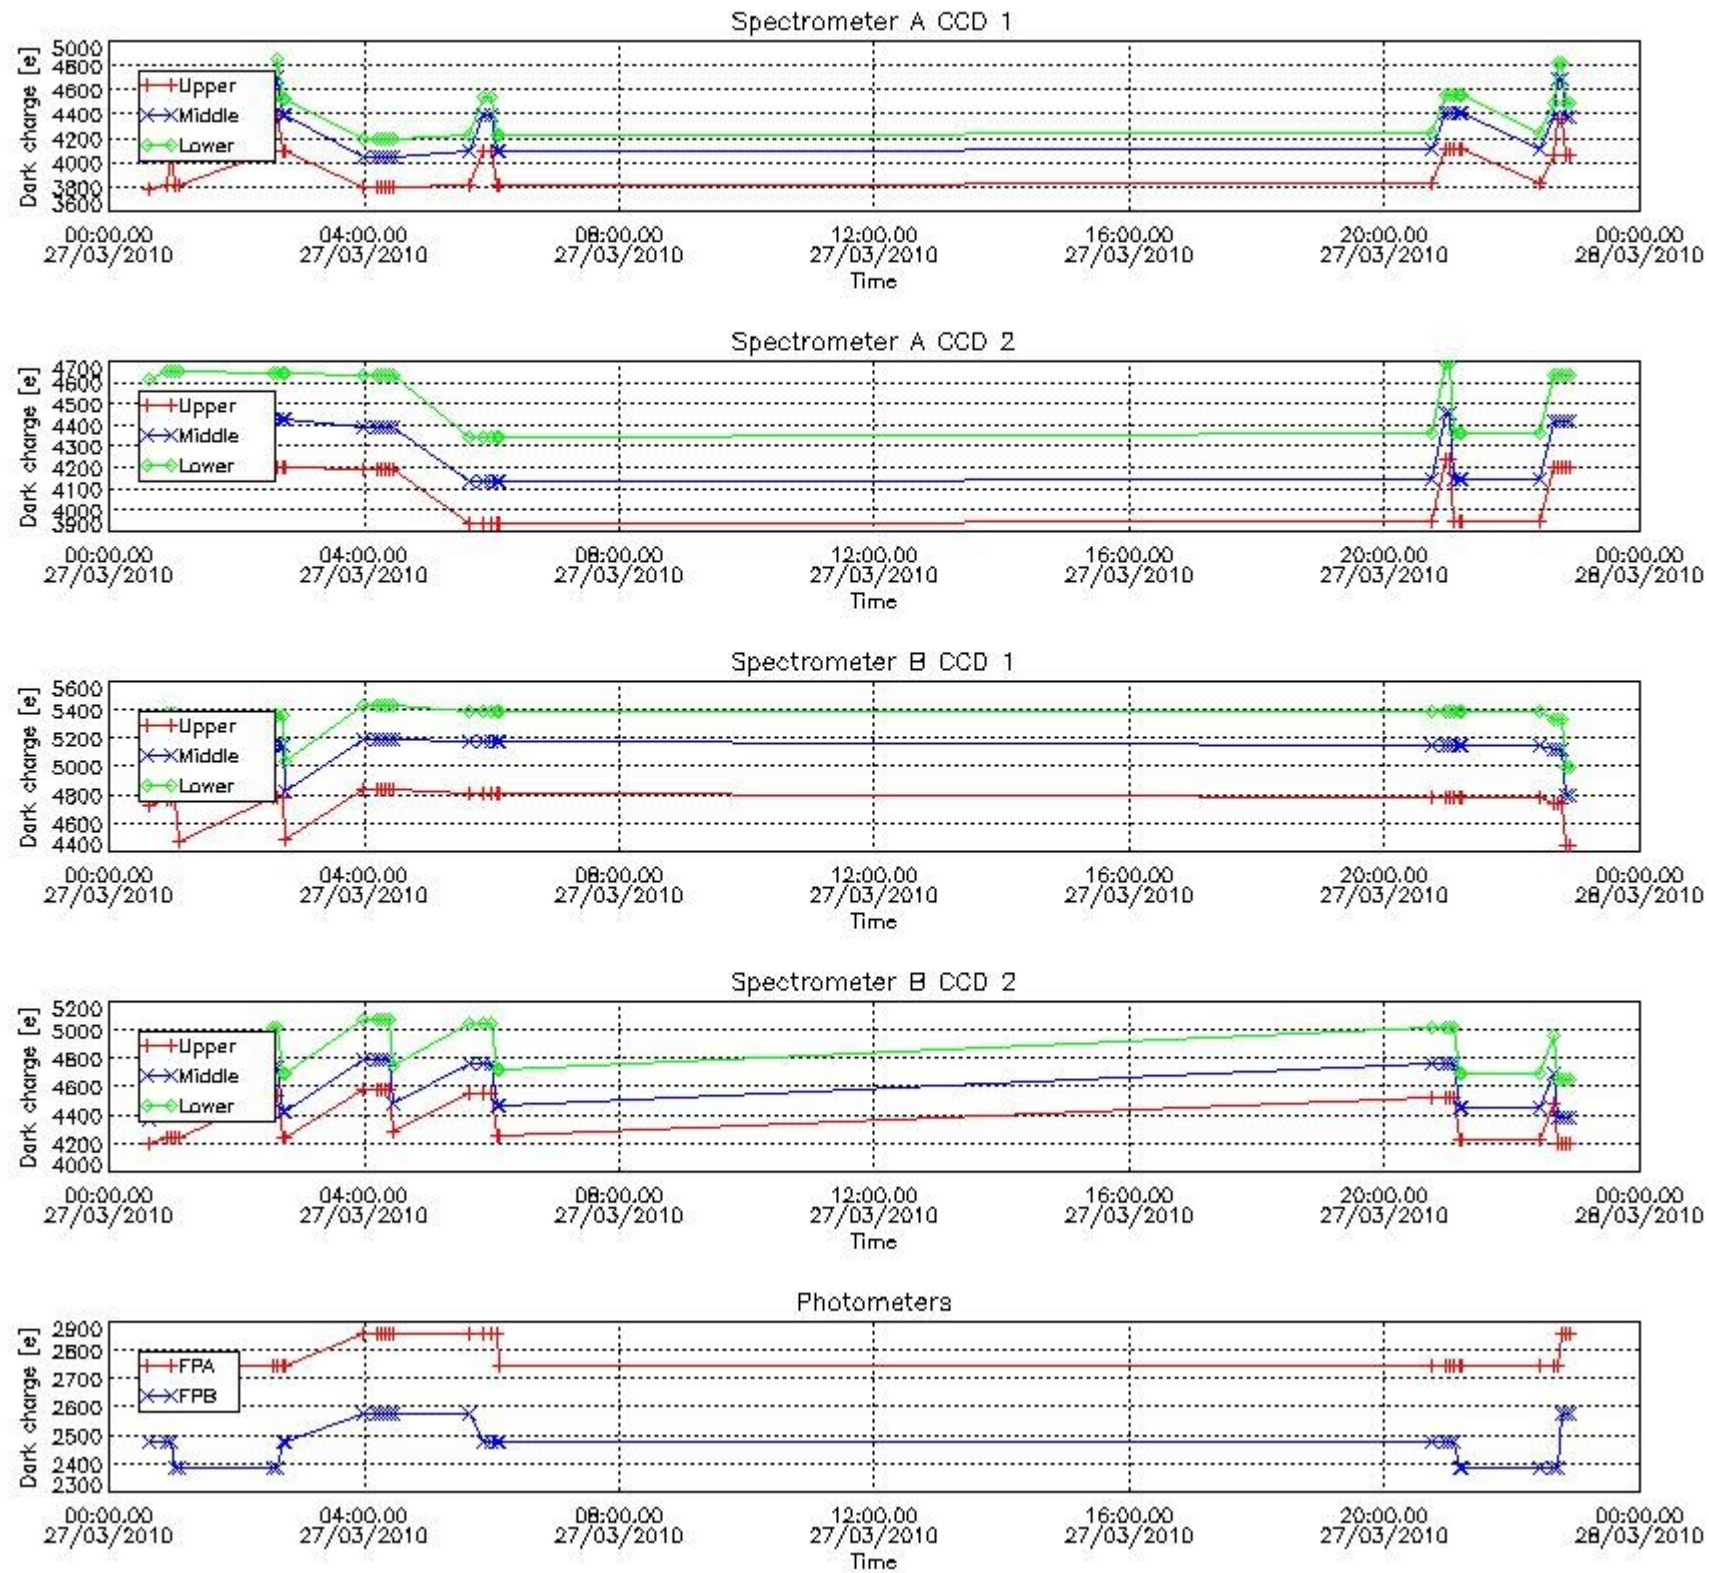 Spectrometer A CCD 1
Dark charge [e]
5000
4800
4600
4400
4200
4000
3800
3600
Upper
Middle
Lower
00:00.00 04:00.00 08:00.00 12:00.00 16:00.00 20:00.00 00:00.00
27/03/2010 27/03/2010 27/03/2010 27/03/2010 27/03/2010 27/03/2010 28/03/2010
Time
Spectrometer A CCD 2
Dark charge [e]
4700
4600
4500
4400
4300
4200
4100
4000
3900
Upper
Middle
Lower
00:00.00 04:00.00 08:00.00 12:00.00 16:00.00 20:00.00 00:00.00
27/03/2010 27/03/2010 27/03/2010 27/03/2010 27/03/2010 27/03/2010 28/03/2010
Time
Spectrometer B CCD 1
Dark charge [e]
5600
5400
5200
5000
4800
4600
4400
Upper
Middle
Lower
00:00.00 04:00.00 08:00.00 12:00.00 16:00.00 20:00.00 00:00.00
27/03/2010 27/03/2010 27/03/2010 27/03/2010 27/03/2010 27/03/2010 28/03/2010
Time
Spectrometer B CCD 2
Dark charge [e]
5200
5000
4800
4600
4400
4200
4000
Upper
Middle
Lower
00:00.00 04:00.00 08:00.00 12:00.00 16:00.00 20:00.00 00:00.00
27/03/2010 27/03/2010 27/03/2010 27/03/2010 27/03/2010 27/03/2010 28/03/2010
Time
Photometers
Dark charge [e]
2900
2800
2700
2600
2500
2400
2300
FPA
FPB
00:00.00 04:00.00 08:00.00 12:00.00 16:00.00 20:00.00 00:00.00
27/03/2010 27/03/2010 27/03/2010 27/03/2010 27/03/2010 27/03/2010 28/03/2010
Time